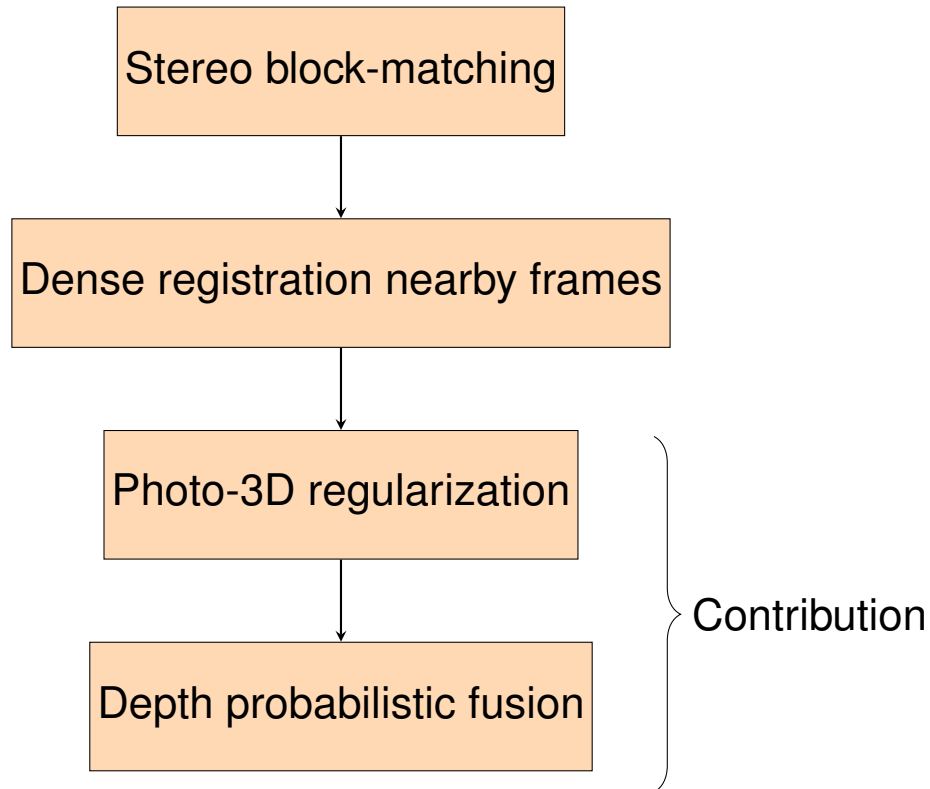 Stereo block-matching
Dense registration nearby frames
Photo-3D regularization
Contribution
Depth probabilistic fusion